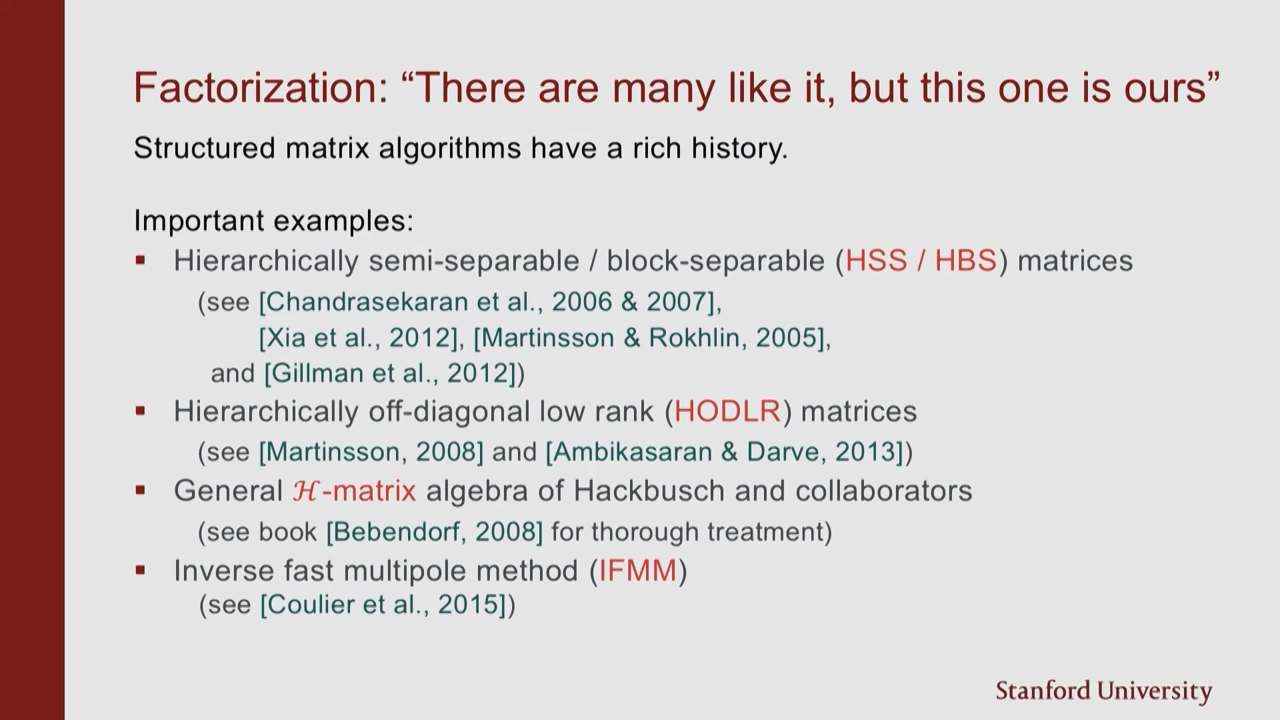 Factorization: “There are many like it, but this one is ours”
Structured matrix algorithms have a rich history.
Important examples:
▪ Hierarchically semi-separable / block-separable (HSS / HBS) matrices
(see [Chandrasekaran et al., 2006 & 2007],
[Xia et al., 2012], [Martinsson & Rokhlin, 2005],
and [Gillman et al., 2012])
▪ Hierarchically off-diagonal low rank (HODLR) matrices
(see [Martinsson, 2008] and [Ambikasaran & Darve, 2013])
▪ General ℋ-matrix algebra of Hackbusch and collaborators
(see book [Bebendorf, 2008] for thorough treatment)
▪ Inverse fast multipole method (IFMM)
(see [Coulier et al., 2015])
Stanford University